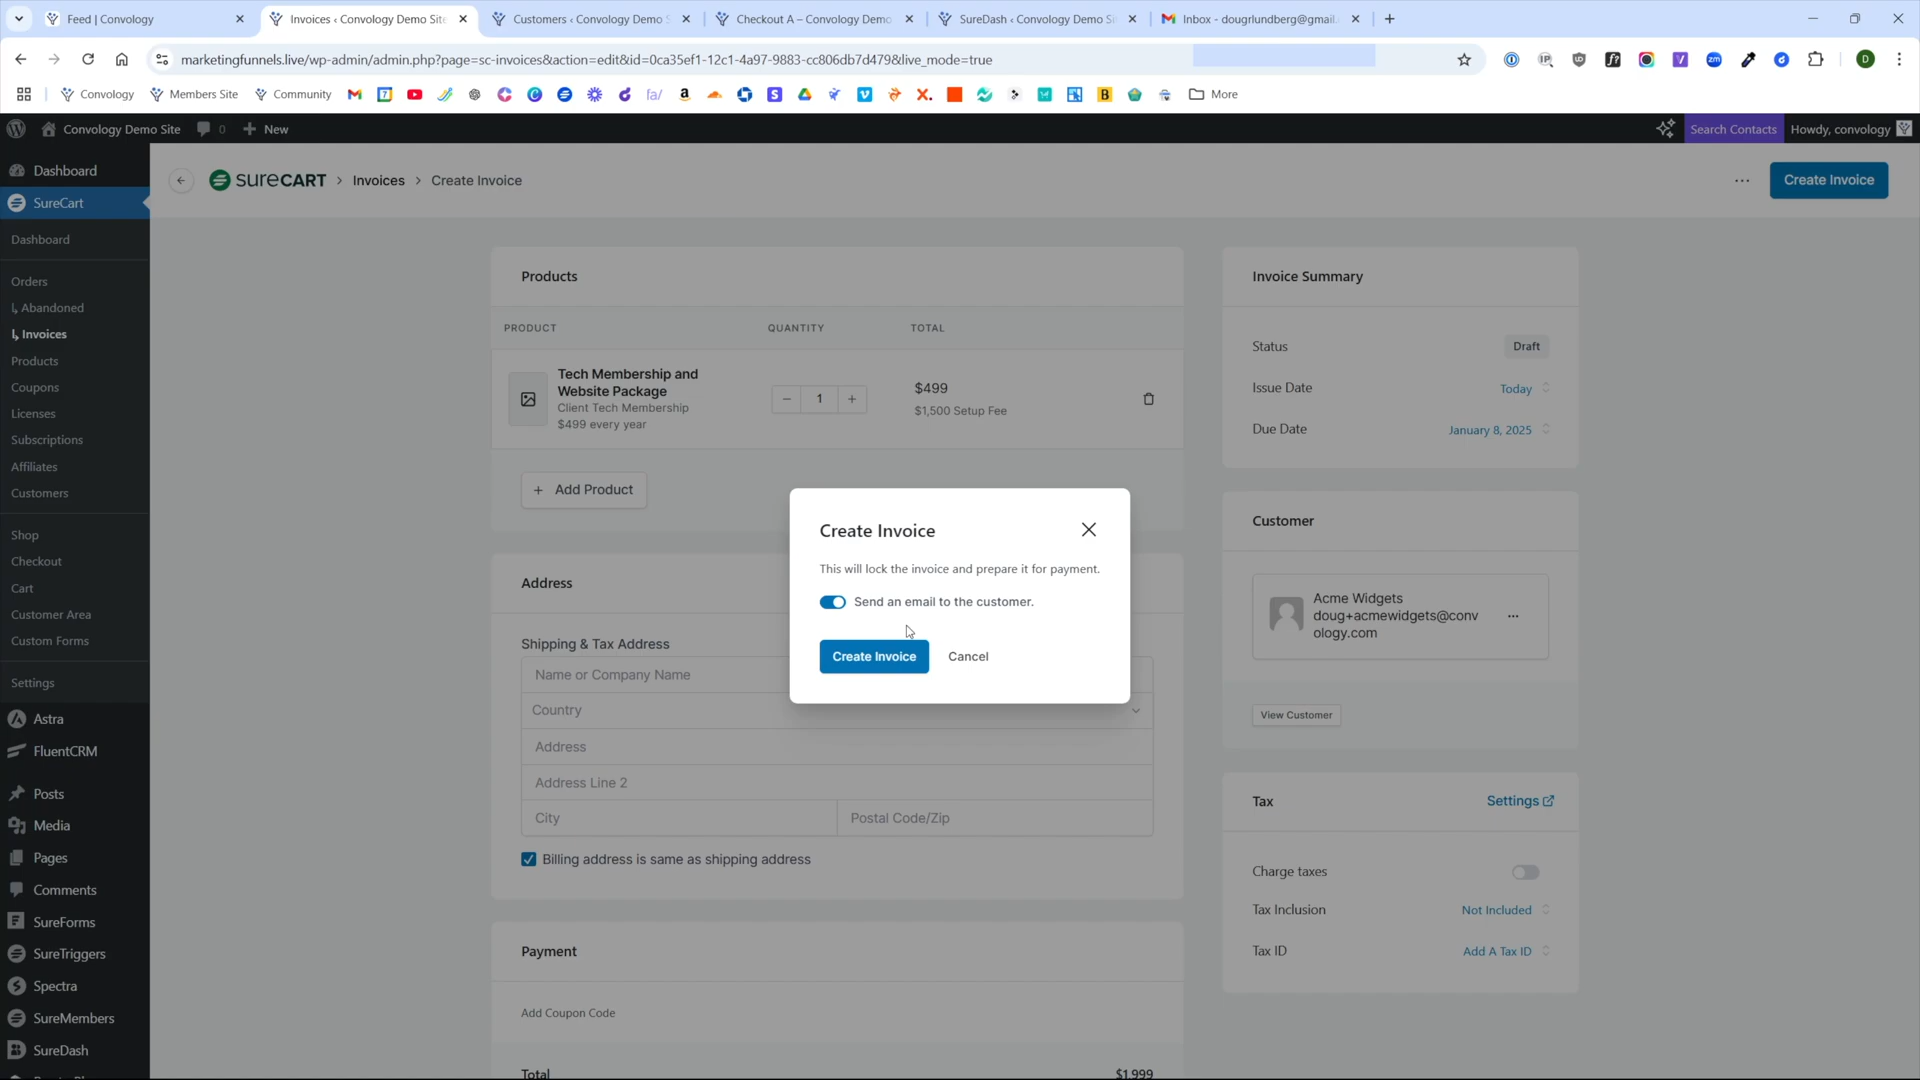 Feed | Convology
Invoices ‹ Convology Demo Site
Customers ‹ Convology Demo S
Checkout A – Convology Demo
SureDash ‹ Convology Demo Si
Inbox - dougrlundberg@gmail.
marketingfunnels.live/wp-admin/admin.php?page=sc-invoices&action=edit&id=0ca35ef1-12c1-4a97-9883-cc806db7d479&live_mode=true
Convology
Members Site
Community
More
Convology Demo Site
0
New
Search Contacts
Howdy, convology
Dashboard
SureCart
Dashboard
Orders
↳ Abandoned
↳ Invoices
Products
Coupons
Licenses
Subscriptions
Affiliates
Customers
Shop
Checkout
Cart
Customer Area
Custom Forms
Settings
Astra
FluentCRM
Posts
Media
Pages
Comments
SureForms
SureTriggers
Spectra
SureMembers
SureDash
SURECART > Invoices > Create Invoice
Create Invoice
Products
PRODUCT QUANTITY TOTAL
Tech Membership and
Website Package
Client Tech Membership
$499 every year
1
$499
$1,500 Setup Fee
+ Add Product
Address
Shipping & Tax Address
Name or Company Name
Country
Address
Address Line 2
City
Postal Code/Zip
Billing address is same as shipping address
Payment
Add Coupon Code
Total $1,999
Create Invoice
This will lock the invoice and prepare it for payment.
Send an email to the customer.
Create Invoice
Cancel
Invoice Summary
Status Draft
Issue Date Today
Due Date January 8, 2025
Customer
Acme Widgets
doug+acmewidgets@conv
ology.com
View Customer
Tax Settings
Charge taxes
Tax Inclusion Not Included
Tax ID Add A Tax ID